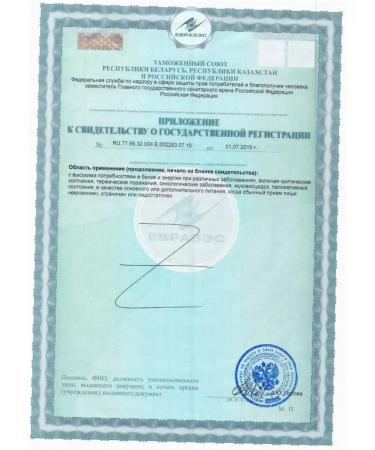 ЕВРАЗЭС
ТАМОЖЕННЫЙ СОЮЗ
РЕСПУБЛИКИ БЕЛАРУСЬ, РЕСПУБЛИКИ КАЗАХСТАН
И РОССИЙСКОЙ ФЕДЕРАЦИИ
Федеральная служба по надзору в сфере защиты прав потребителей и благополучия человека
заместитель Главного государственного санитарного врача Российской Федерации
Российская Федерация
ПРИЛОЖЕНИЕ
К СВИДЕТЕЛЬСТВУ О ГОСУДАРСТВЕННОЙ РЕГИСТРАЦИИ
№ RU.77.99.32.004.Е.002283.07.19 от 01.07.2019 г.
Область применения (продолжение, начало на бланке свидетельства):
с высокими потребностями в белке и энергии при различных заболеваниях, включая критические
состояния, термические поражения, онкологические заболевания, муковисцидоз, паллиативные
состояния, в качестве основного или дополнительного питания, когда обычный прием пищи
невозможен, ограничен или недостаточен
ЕВРАЗЭС
Подпись, ФИО, должность уполномоченного
лица, выдавшего документ, и печать органа
(учреждения), выдавшего документ
Попова
М. П.